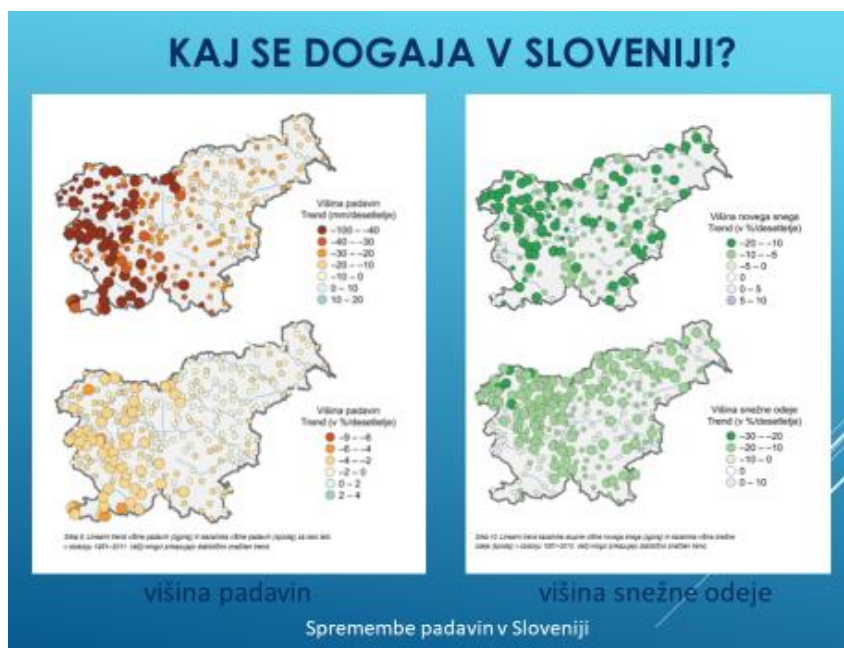 KAJ SE DOGAJA V SLOVENIJI?
Višina padavin
Trend (mm/desetletje)
−100 – −40
−40 – −30
−30 – −20
−20 – −10
−10 – 0
0 – 10
10 – 20
Višina padavin
Trend (v %/desetletje)
−9 – −6
−6 – −4
−4 – −2
−2 – 0
0 – 2
2 – 4
višina padavin
Višina novega snega
Trend (v %/desetletje)
−20 – −10
−10 – −5
−5 – 0
0
0 – 5
5 – 10
Višina snežne odeje
Trend (v %/desetletje)
−30 – −20
−20 – −10
−10 – 0
0
0 – 10
višina snežne odeje
Spremembe padavin v Sloveniji